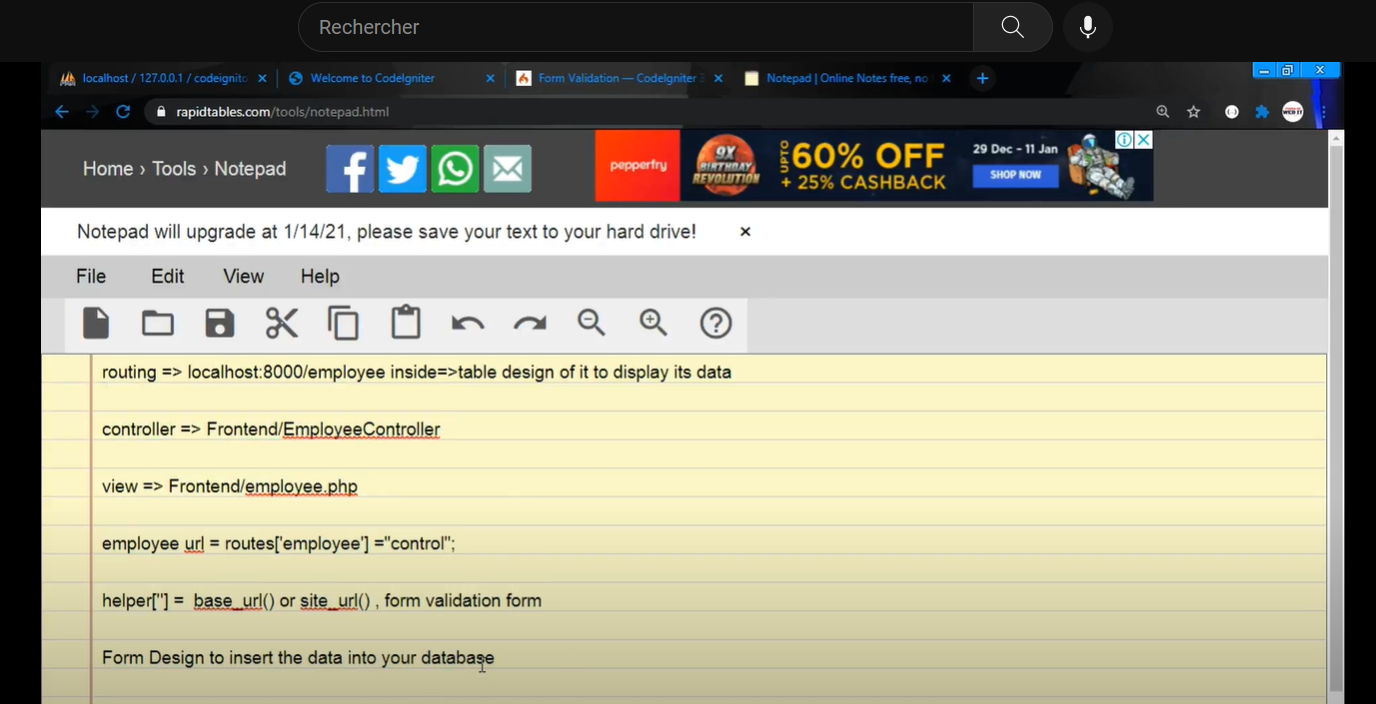 Rechercher
localhost / 127.0.0.1 / codeignito
Welcome to CodeIgniter
Form Validation — CodeIgniter 3
Notepad | Online Notes free, no
rapidtables.com/tools/notepad.html
Home › Tools › Notepad
pepperfry
9X
BIRTHDAY
REVOLUTION
UPTO
60% OFF
+ 25% CASHBACK
29 Dec - 11 Jan
SHOP NOW
Notepad will upgrade at 1/14/21, please save your text to your hard drive! ×
File Edit View Help
routing => localhost:8000/employee inside=>table design of it to display its data
controller => Frontend/EmployeeController
view => Frontend/employee.php
employee url = routes['employee'] ="control";
helper[''] = base_url() or site_url() , form validation form
Form Design to insert the data into your database